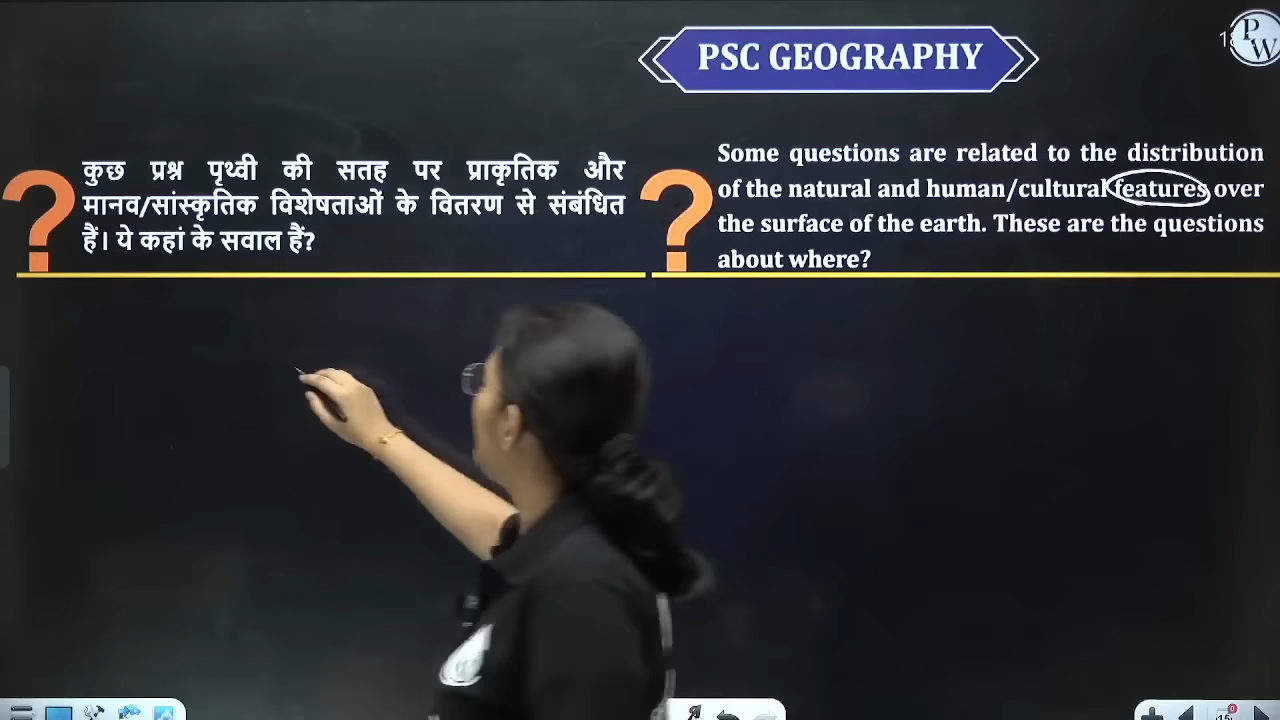 PSC GEOGRAPHY
P
W
कुछ प्रश्न पृथ्वी की सतह पर प्राकृतिक और
मानव/सांस्कृतिक विशेषताओं के वितरण से संबंधित
हैं। ये कहां के सवाल हैं?
Some questions are related to the distribution
of the natural and human/cultural features over
the surface of the earth. These are the questions
about where?